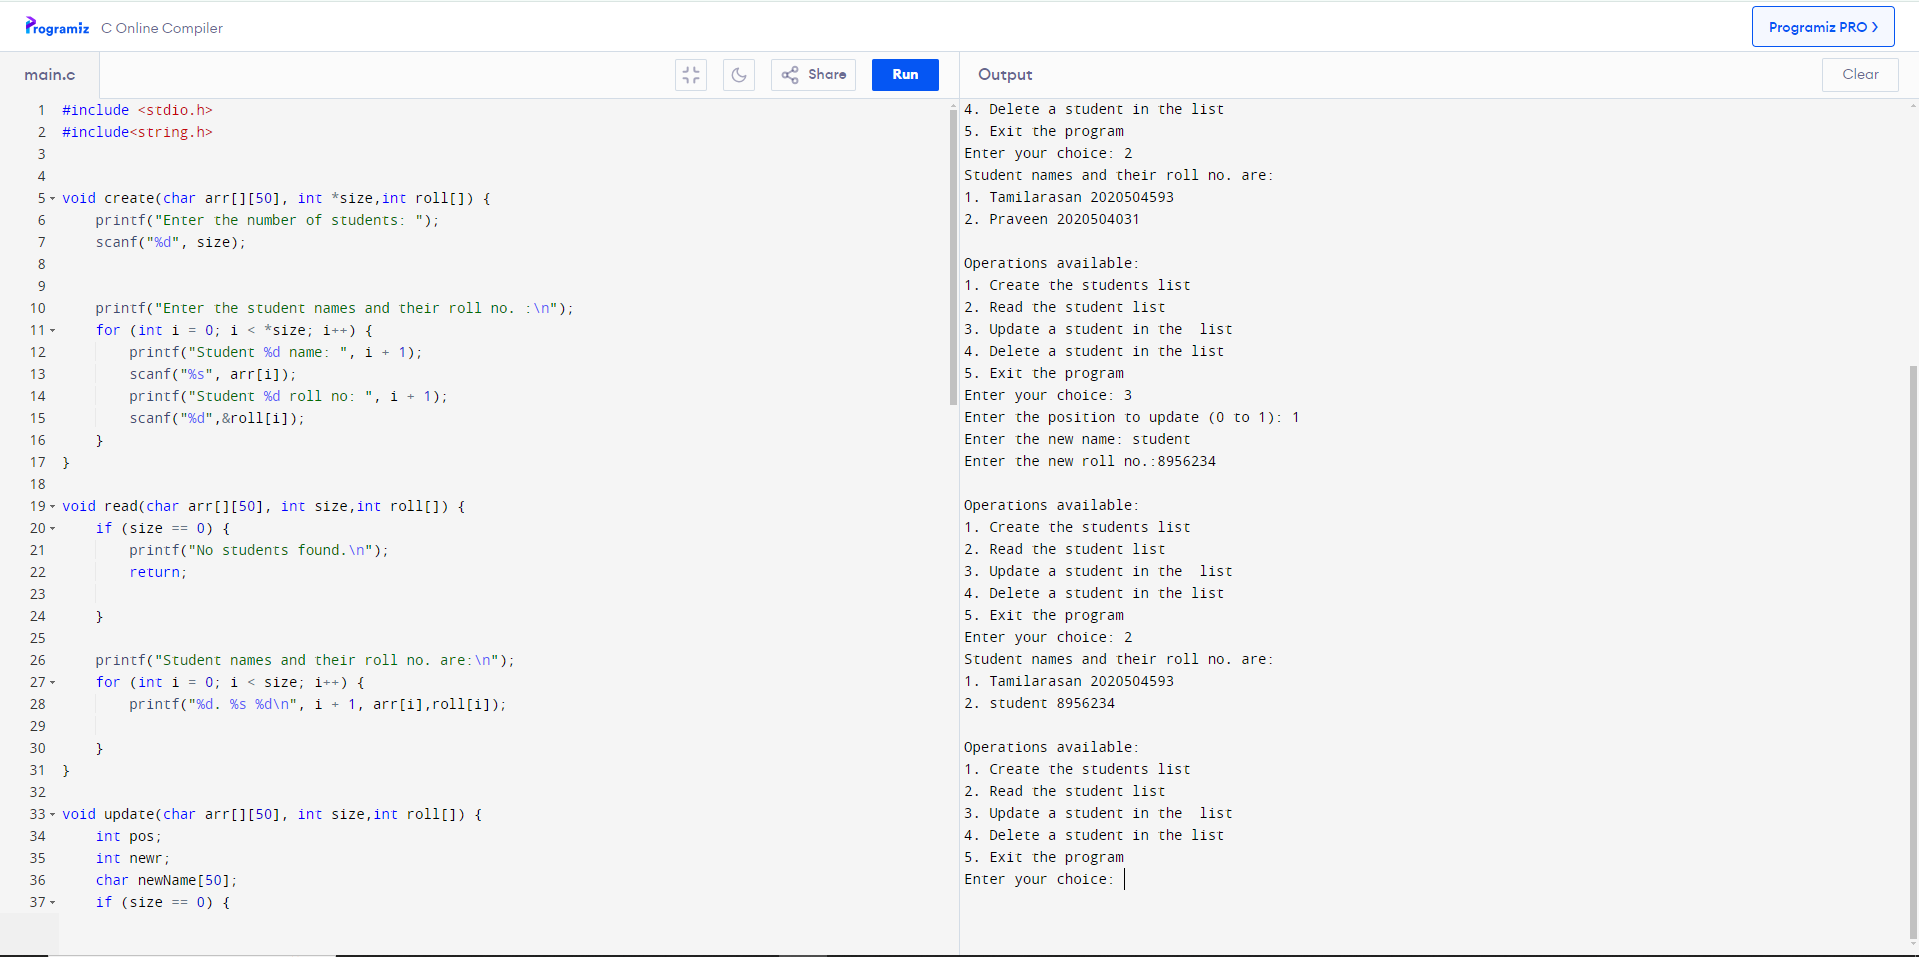 Programiz C Online Compiler
Programiz PRO >
main.c
Share
Run
1 #include <stdio.h>
2 #include<string.h>
3
4
5 void create(char arr[][50], int *size,int roll[]) {
6     printf("Enter the number of students: ");
7     scanf("%d", size);
8
9
10     printf("Enter the student names and their roll no. :\n");
11     for (int i = 0; i < *size; i++) {
12         printf("Student %d name: ", i + 1);
13         scanf("%s", arr[i]);
14         printf("Student %d roll no: ", i + 1);
15         scanf("%d",&roll[i]);
16     }
17 }
18
19 void read(char arr[][50], int size,int roll[]) {
20     if (size == 0) {
21         printf("No students found.\n");
22         return;
23
24     }
25
26     printf("Student names and their roll no. are:\n");
27     for (int i = 0; i < size; i++) {
28         printf("%d. %s %d\n", i + 1, arr[i],roll[i]);
29
30     }
31 }
32
33 void update(char arr[][50], int size,int roll[]) {
34     int pos;
35     int newr;
36     char newName[50];
37     if (size == 0) {
Output
Clear
4. Delete a student in the list
5. Exit the program
Enter your choice: 2
Student names and their roll no. are:
1. Tamilarasan 2020504593
2. Praveen 2020504031
Operations available:
1. Create the students list
2. Read the student list
3. Update a student in the  list
4. Delete a student in the list
5. Exit the program
Enter your choice: 3
Enter the position to update (0 to 1): 1
Enter the new name: student
Enter the new roll no.:8956234
Operations available:
1. Create the students list
2. Read the student list
3. Update a student in the  list
4. Delete a student in the list
5. Exit the program
Enter your choice: 2
Student names and their roll no. are:
1. Tamilarasan 2020504593
2. student 8956234
Operations available:
1. Create the students list
2. Read the student list
3. Update a student in the  list
4. Delete a student in the list
5. Exit the program
Enter your choice: